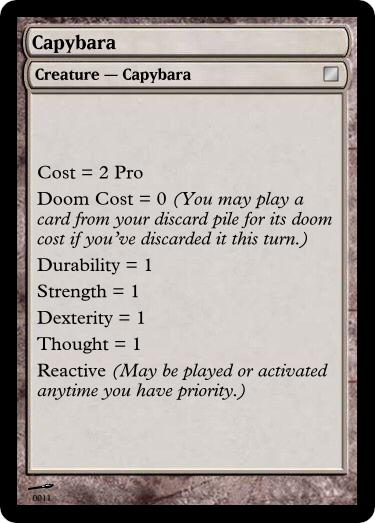 Capybara
Creature — Capybara
Cost = 2 Pro
Doom Cost = 0 (You may play a
card from your discard pile for its doom
cost if you've discarded it this turn.)
Durability = 1
Strength = 1
Dexterity = 1
Thought = 1
Reactive (May be played or activated
anytime you have priority.)
0011